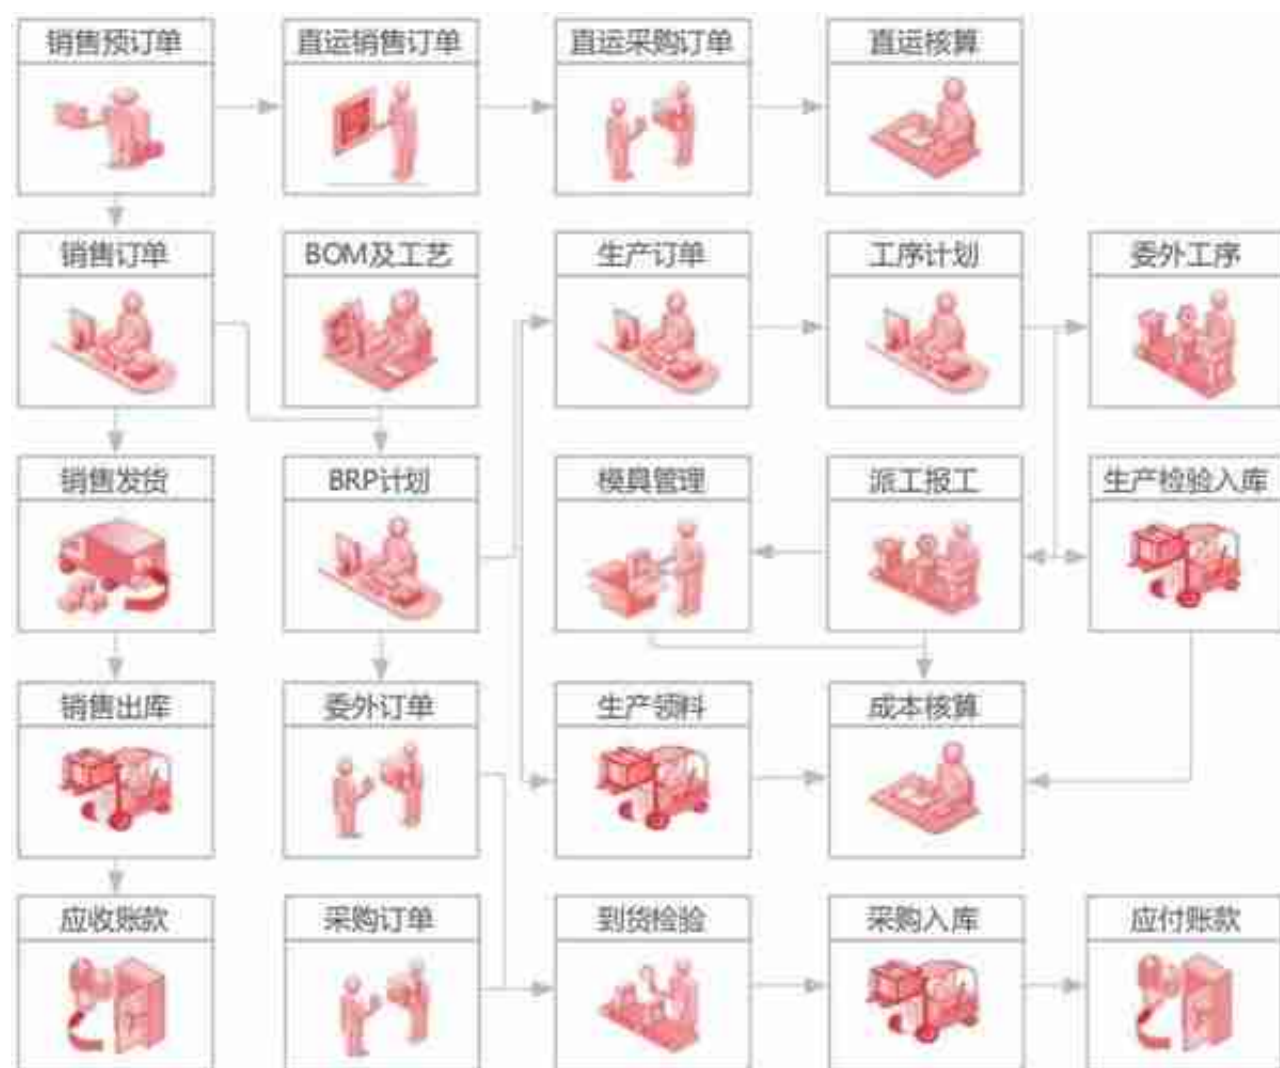 销售预订单
直运销售订单
直运采购订单
直运核算
销售订单
BOM及工艺
生产订单
工序计划
委外工序
销售发货
BRP计划
模具管理
派工报工
生产检验入库
销售出库
委外订单
生产领料
成本核算
应收账款
采购订单
到货检验
采购入库
应付账款